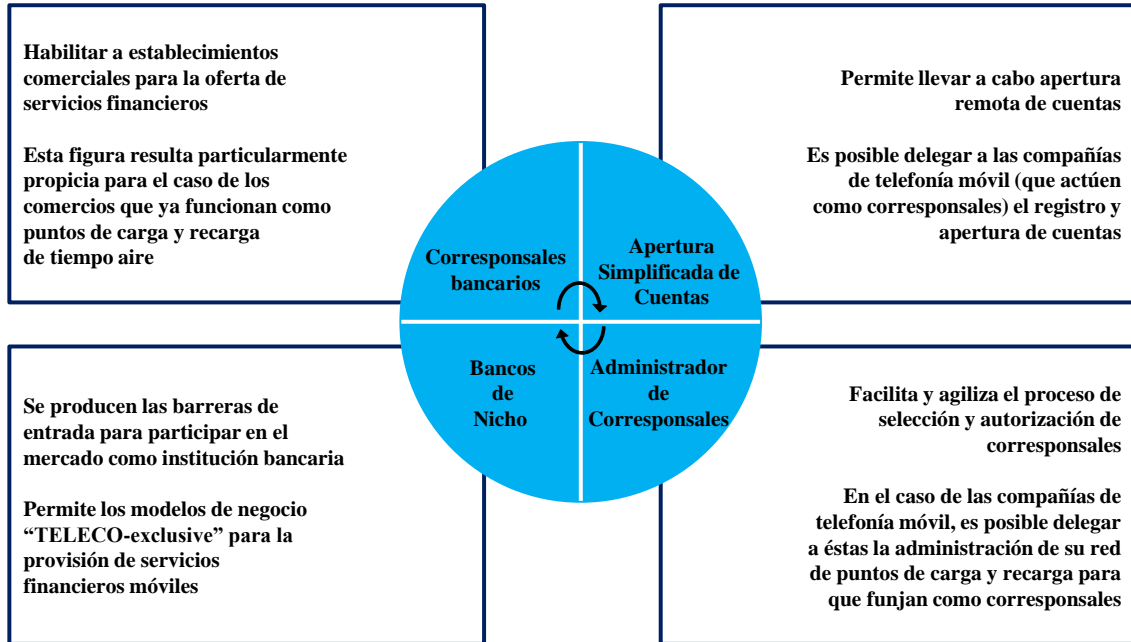 Habilitar a establecimientos
comerciales para la oferta de
servicios financieros
Esta figura resulta particularmente
propicia para el caso de los
comercios que ya funcionan como
puntos de carga y recarga
de tiempo aire
Permite llevar a cabo apertura
remota de cuentas
Es posible delegar a las compañías
de telefonía móvil (que actúen
como corresponsales) el registro y
apertura de cuentas
Corresponsales
bancarios
Apertura
Simplificada de
Cuentas
Bancos
de
Nicho
Administrador
de
Corresponsales
Se producen las barreras de
entrada para participar en el
mercado como institución bancaria
Permite los modelos de negocio
“TELECO-exclusive” para la
provisión de servicios
financieros móviles
Facilita y agiliza el proceso de
selección y autorización de
corresponsales
En el caso de las compañías de
telefonía móvil, es posible delegar
a éstas la administración de su red
de puntos de carga y recarga para
que funjan como corresponsales